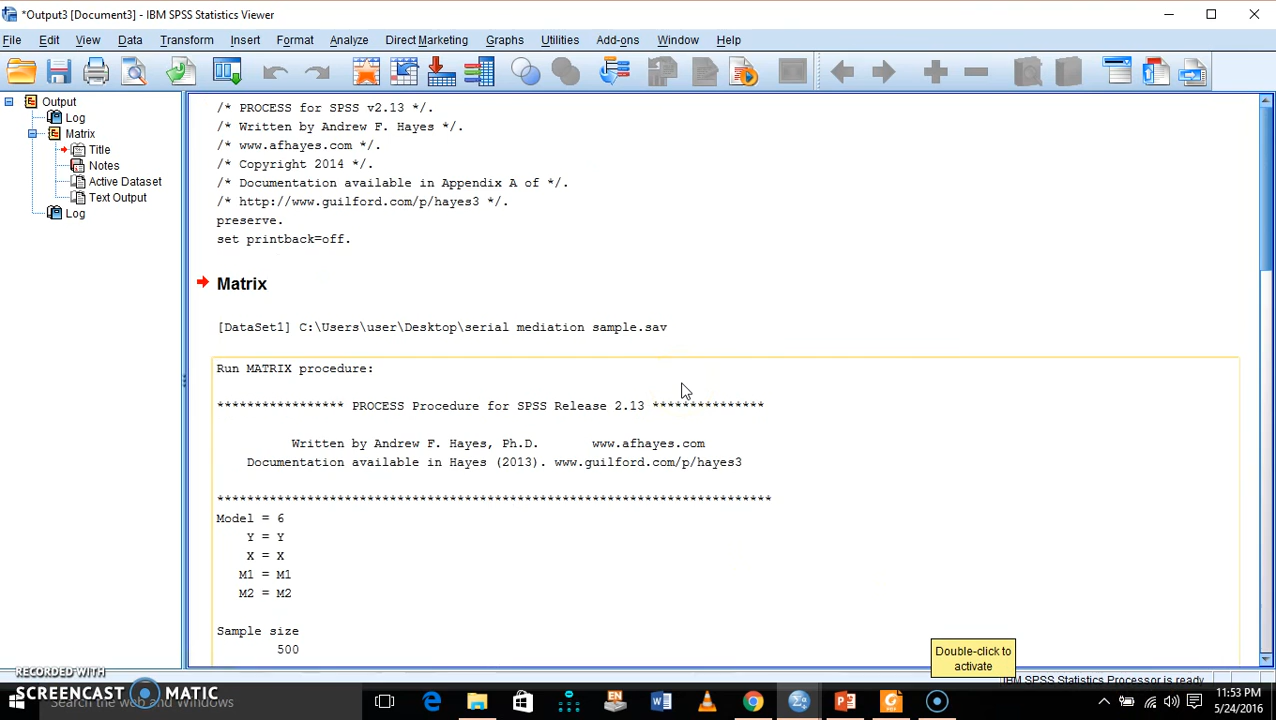 *Output3 [Document3] - IBM SPSS Statistics Viewer
File Edit View Data Transform Insert Format Analyze Direct Marketing Graphs Utilities Add-ons Window Help
Output
Log
Matrix
Title
Notes
Active Dataset
Text Output
Log
/* PROCESS for SPSS v2.13 */.
/* Written by Andrew F. Hayes */.
/* www.afhayes.com */.
/* Copyright 2014 */.
/* Documentation available in Appendix A of */.
/* http://www.guilford.com/p/hayes3 */.
preserve.
set printback=off.
Matrix
[DataSet1] C:\Users\user\Desktop\serial mediation sample.sav
Run MATRIX procedure:
***************** PROCESS Procedure for SPSS Release 2.13 ***************
Written by Andrew F. Hayes, Ph.D. www.afhayes.com
Documentation available in Hayes (2013). www.guilford.com/p/hayes3
**************************************************************************
Model = 6
Y = Y
X = X
M1 = M1
M2 = M2
Sample size
500
Double-click to
activate
IBM SPSS Statistics Processor is ready
RECORDED WITH
SCREENCAST MATIC
Search the web and Windows
11:53 PM
5/24/2016